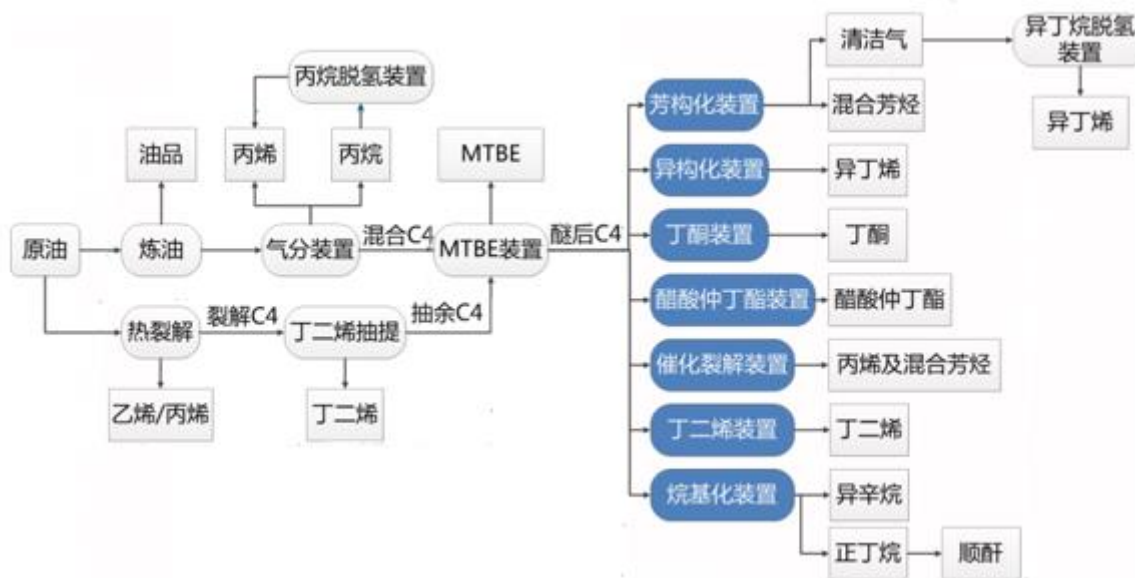 清洁气
异丁烷脱氢
装置
丙烷脱氢装置
芳构化装置
混合芳烃
异丁烯
油品
丙烯
丙烷
MTBE
异构化装置
异丁烯
原油
炼油
气分装置
混合C4
MTBE装置
醚后C4
丁酮装置
丁酮
热裂解
裂解C4
丁二烯抽提
抽余C4
醋酸仲丁酯装置
醋酸仲丁酯
催化裂解装置
丙烯及混合芳烃
乙烯/丙烯
丁二烯
丁二烯装置
丁二烯
烷基化装置
异辛烷
正丁烷
顺酐